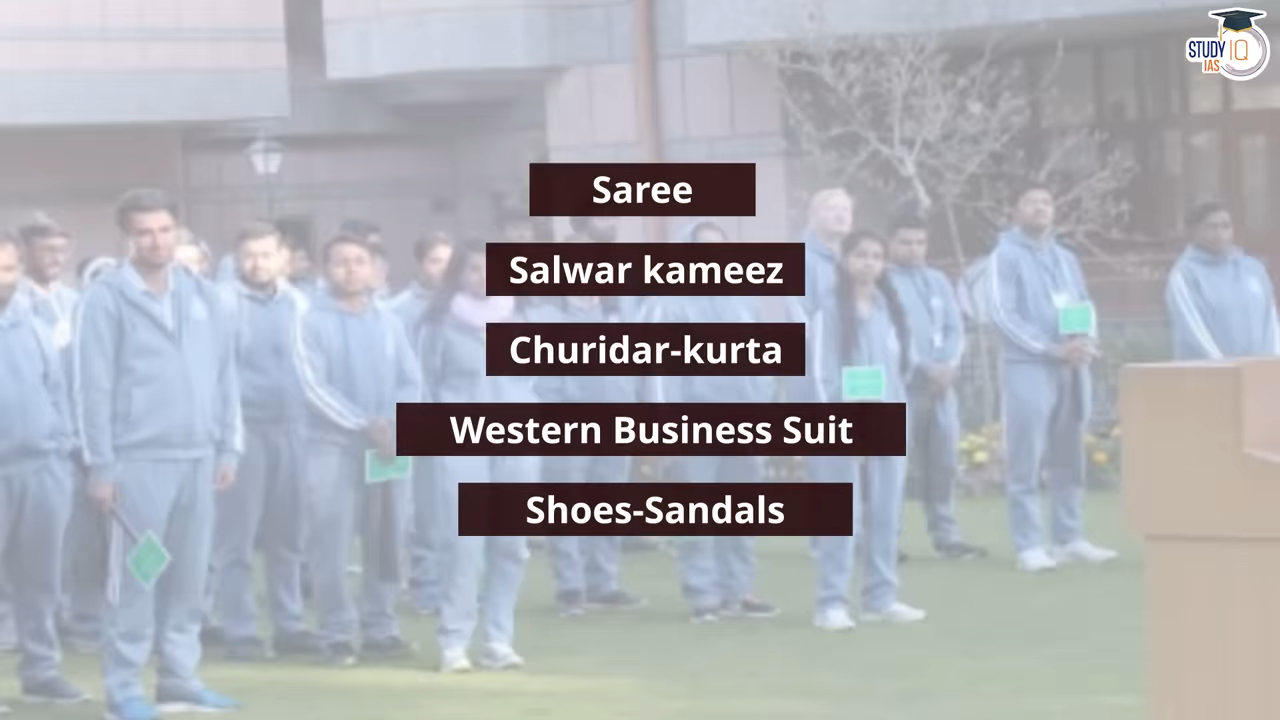 STUDY IQ
IAS
Saree
Salwar kameez
Churidar-kurta
Western Business Suit
Shoes-Sandals